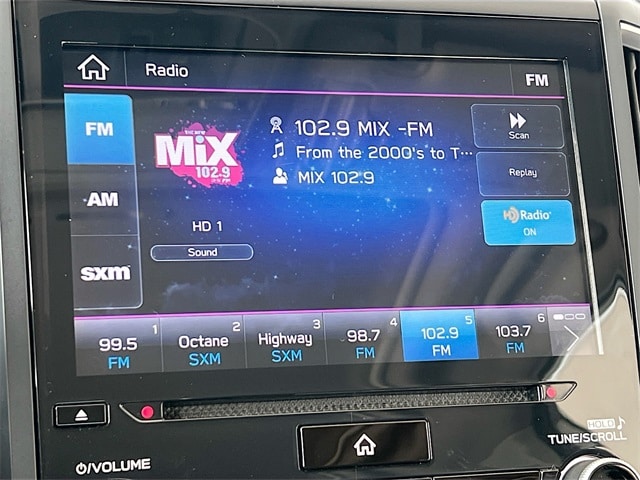 Radio
FM
FM
AM
sxm
MiX
102.9
102.9 MIX -FM
From the 2000's to T...
MIX 102.9
HD 1
Sound
Scan
Replay
HD Radio
ON
99.5 1
FM
Octane 2
SXM
Highway 3
SXM
98.7 4
FM
102.9 5
FM
103.7 6
FM
/VOLUME
HOLD
TUNE/SCROLL